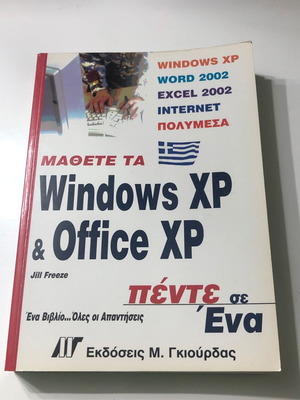 WINDOWS XP
WORD 2002
EXCEL 2002
INTERNET
ΠΟΛΥΜΕΣΑ
ΜΑΘΕΤΕ ΤΑ
Windows XP
& Office XP
Jill Freeze
πέντε σε
Ένα
Ένα Βιβλίο...Όλες οι Απαντήσεις
Εκδόσεις Μ. Γκιούρδας